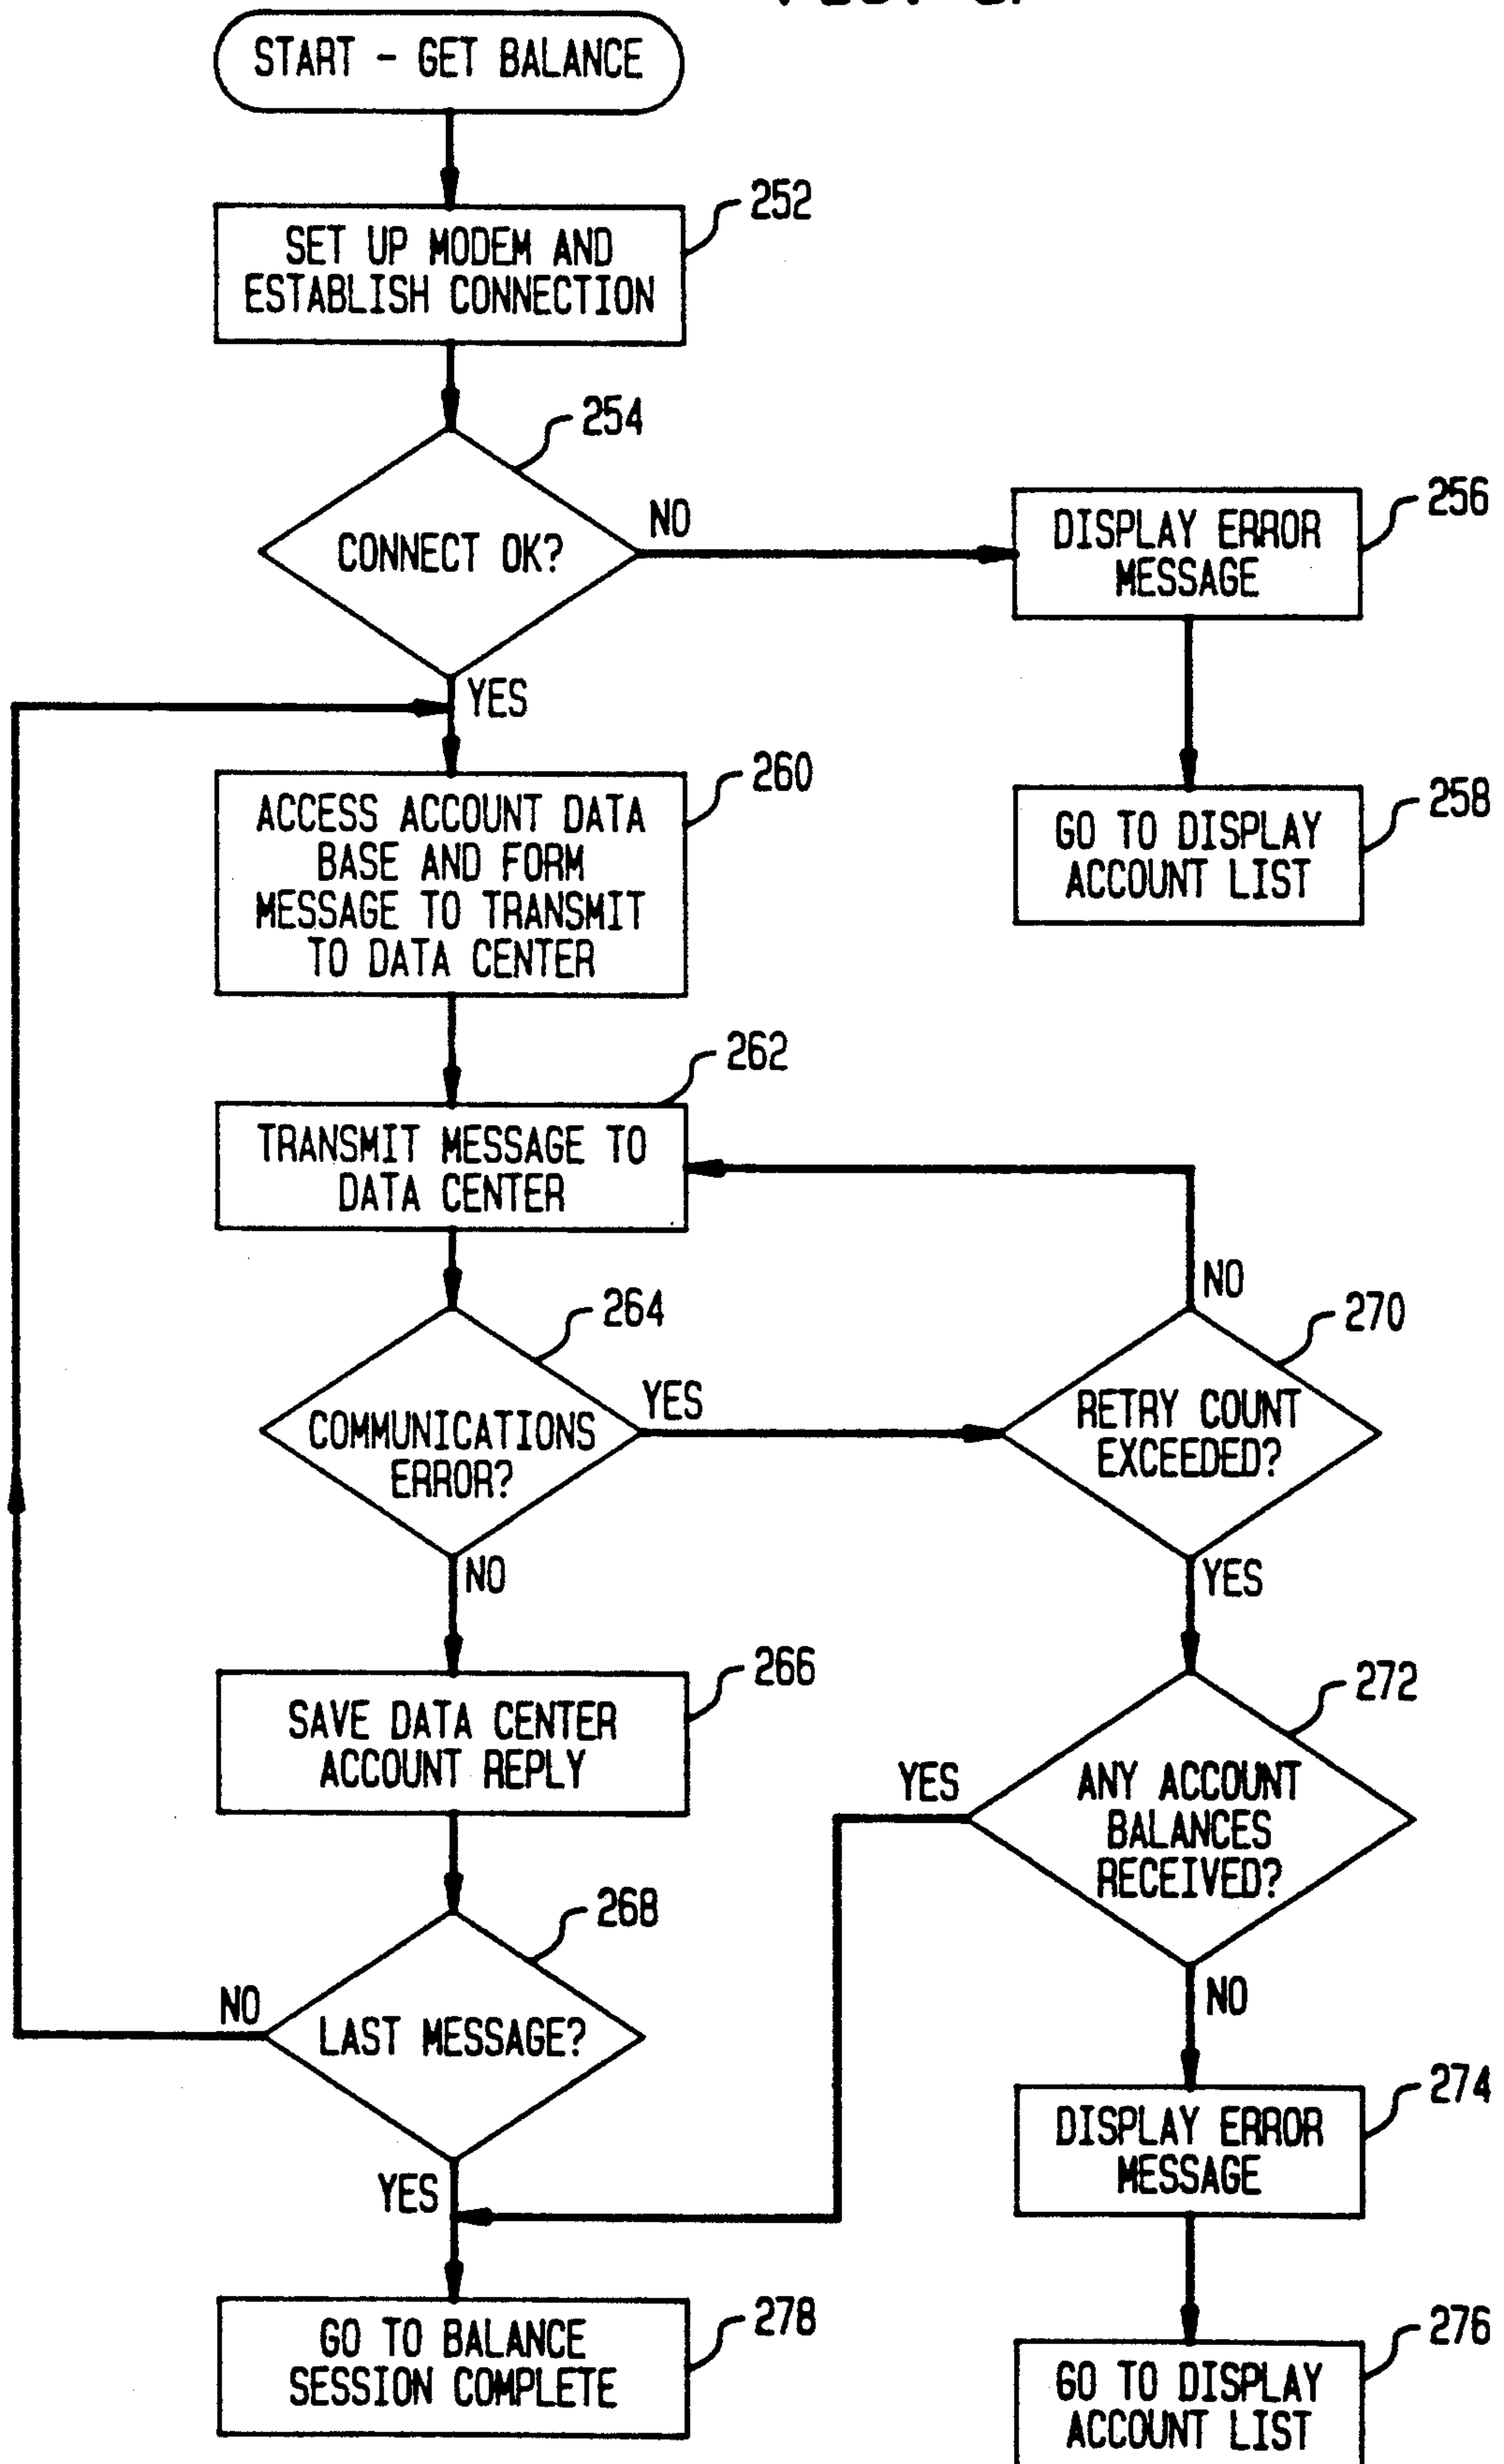 START - GET BALANCE
252
SET UP MODEM AND
ESTABLISH CONNECTION
254
CONNECT OK?
NO
256
DISPLAY ERROR
MESSAGE
YES
258
GO TO DISPLAY
ACCOUNT LIST
260
ACCESS ACCOUNT DATA
BASE AND FORM
MESSAGE TO TRANSMIT
TO DATA CENTER
262
TRANSMIT MESSAGE TO
DATA CENTER
264
COMMUNICATIONS
ERROR?
YES
NO
270
RETRY COUNT
EXCEEDED?
NO
YES
266
SAVE DATA CENTER
ACCOUNT REPLY
272
ANY ACCOUNT
BALANCES
RECEIVED?
YES
NO
268
LAST MESSAGE?
NO
YES
274
DISPLAY ERROR
MESSAGE
278
GO TO BALANCE
SESSION COMPLETE
276
GO TO DISPLAY
ACCOUNT LIST